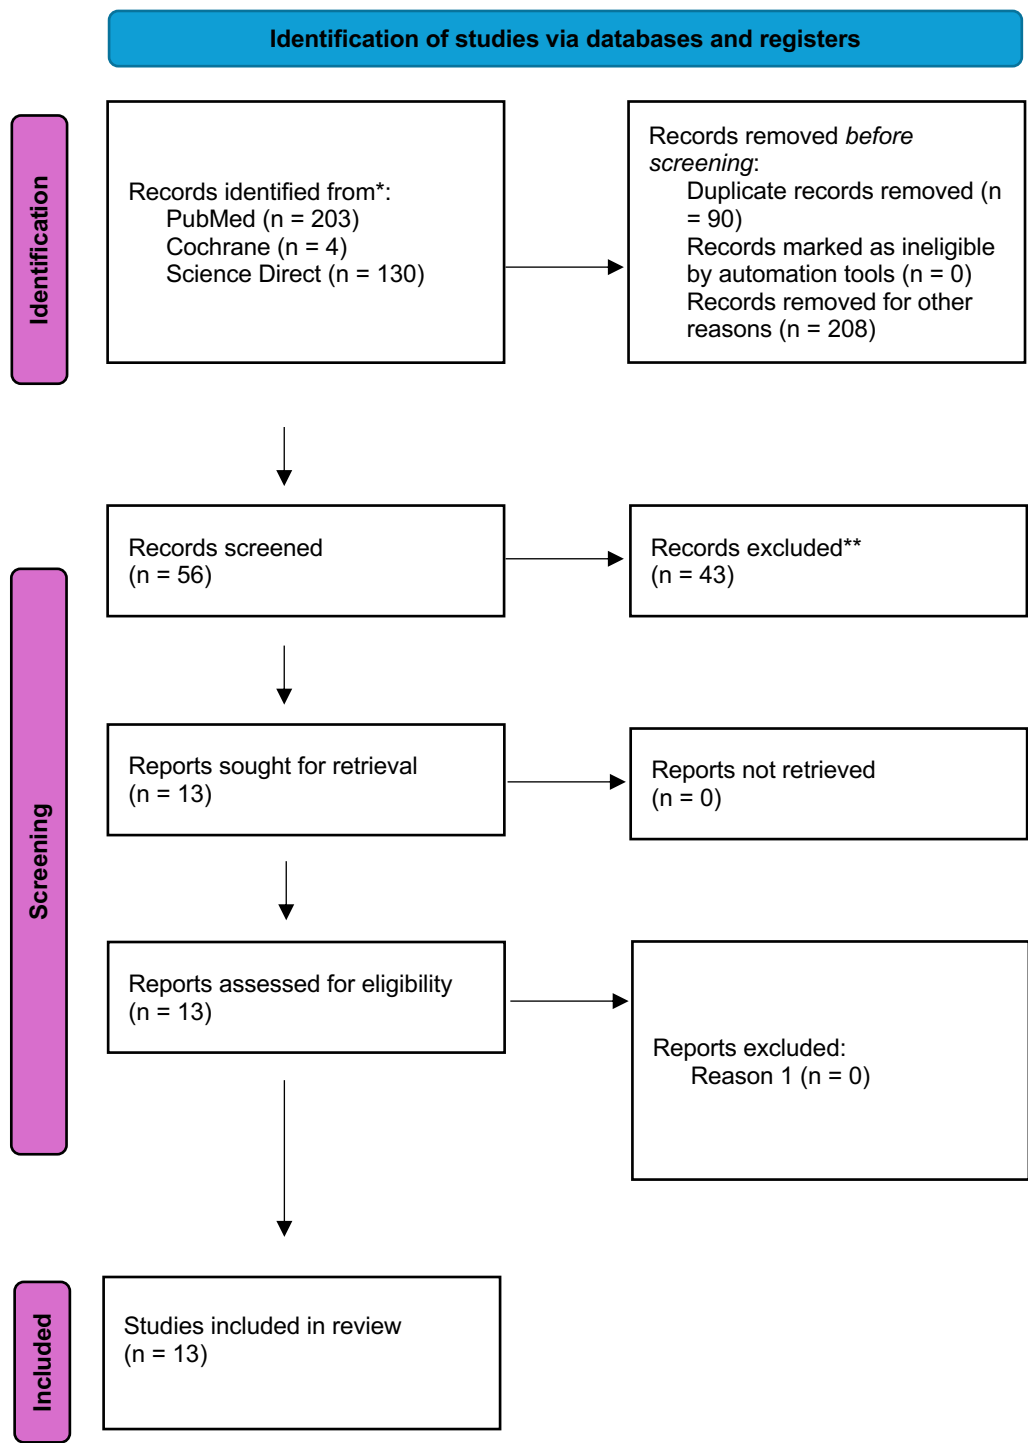 Identification of studies via databases and registers
Identification
Records identified from*:
PubMed (n = 203)
Cochrane (n = 4)
Science Direct (n = 130)
Records removed before
screening:
Duplicate records removed (n
= 90)
Records marked as ineligible
by automation tools (n = 0)
Records removed for other
reasons (n = 208)
Screening
Records screened
(n = 56)
Records excluded**
(n = 43)
Reports sought for retrieval
(n = 13)
Reports not retrieved
(n = 0)
Reports assessed for eligibility
(n = 13)
Reports excluded:
Reason 1 (n = 0)
Included
Studies included in review
(n = 13)